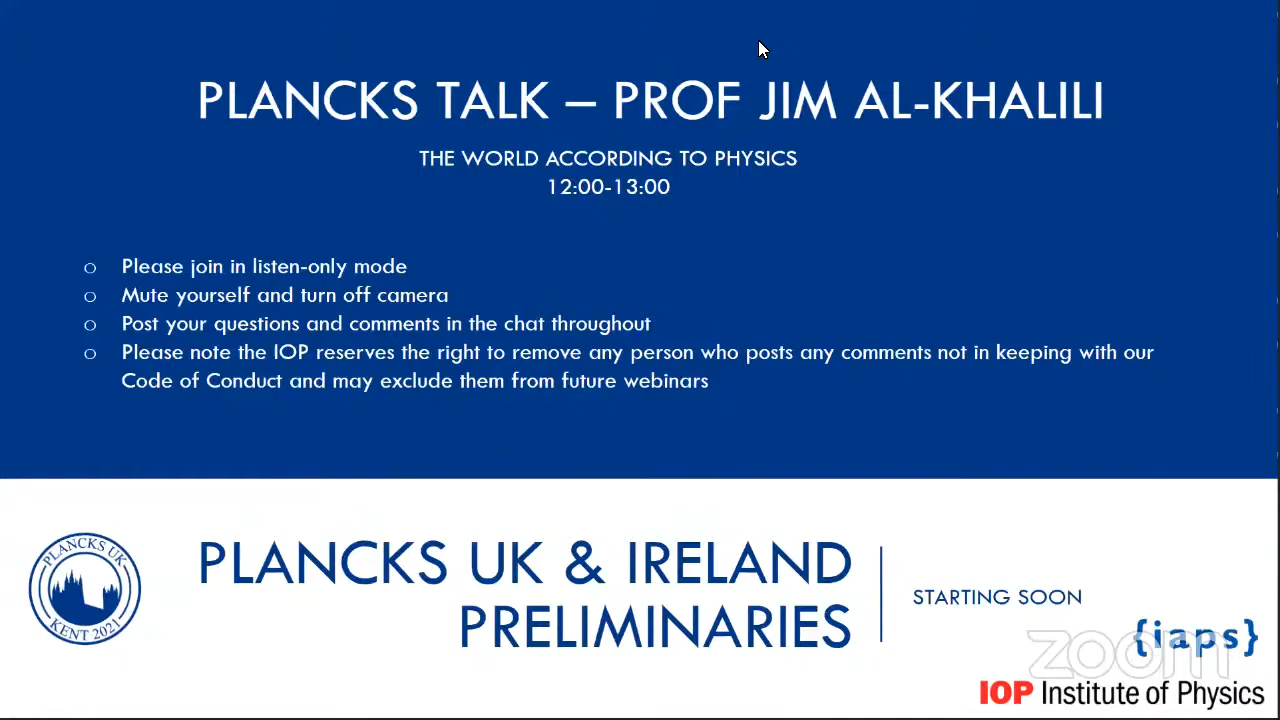 PLANCKS TALK – PROF JIM AL-KHALILI
THE WORLD ACCORDING TO PHYSICS
12:00-13:00
o Please join in listen-only mode
o Mute yourself and turn off camera
o Post your questions and comments in the chat throughout
o Please note the IOP reserves the right to remove any person who posts any comments not in keeping with our
Code of Conduct and may exclude them from future webinars
PLANCKS UK
KENT 2021
PLANCKS UK & IRELAND
PRELIMINARIES
STARTING SOON
{iaps}
zoom
IOP Institute of Physics